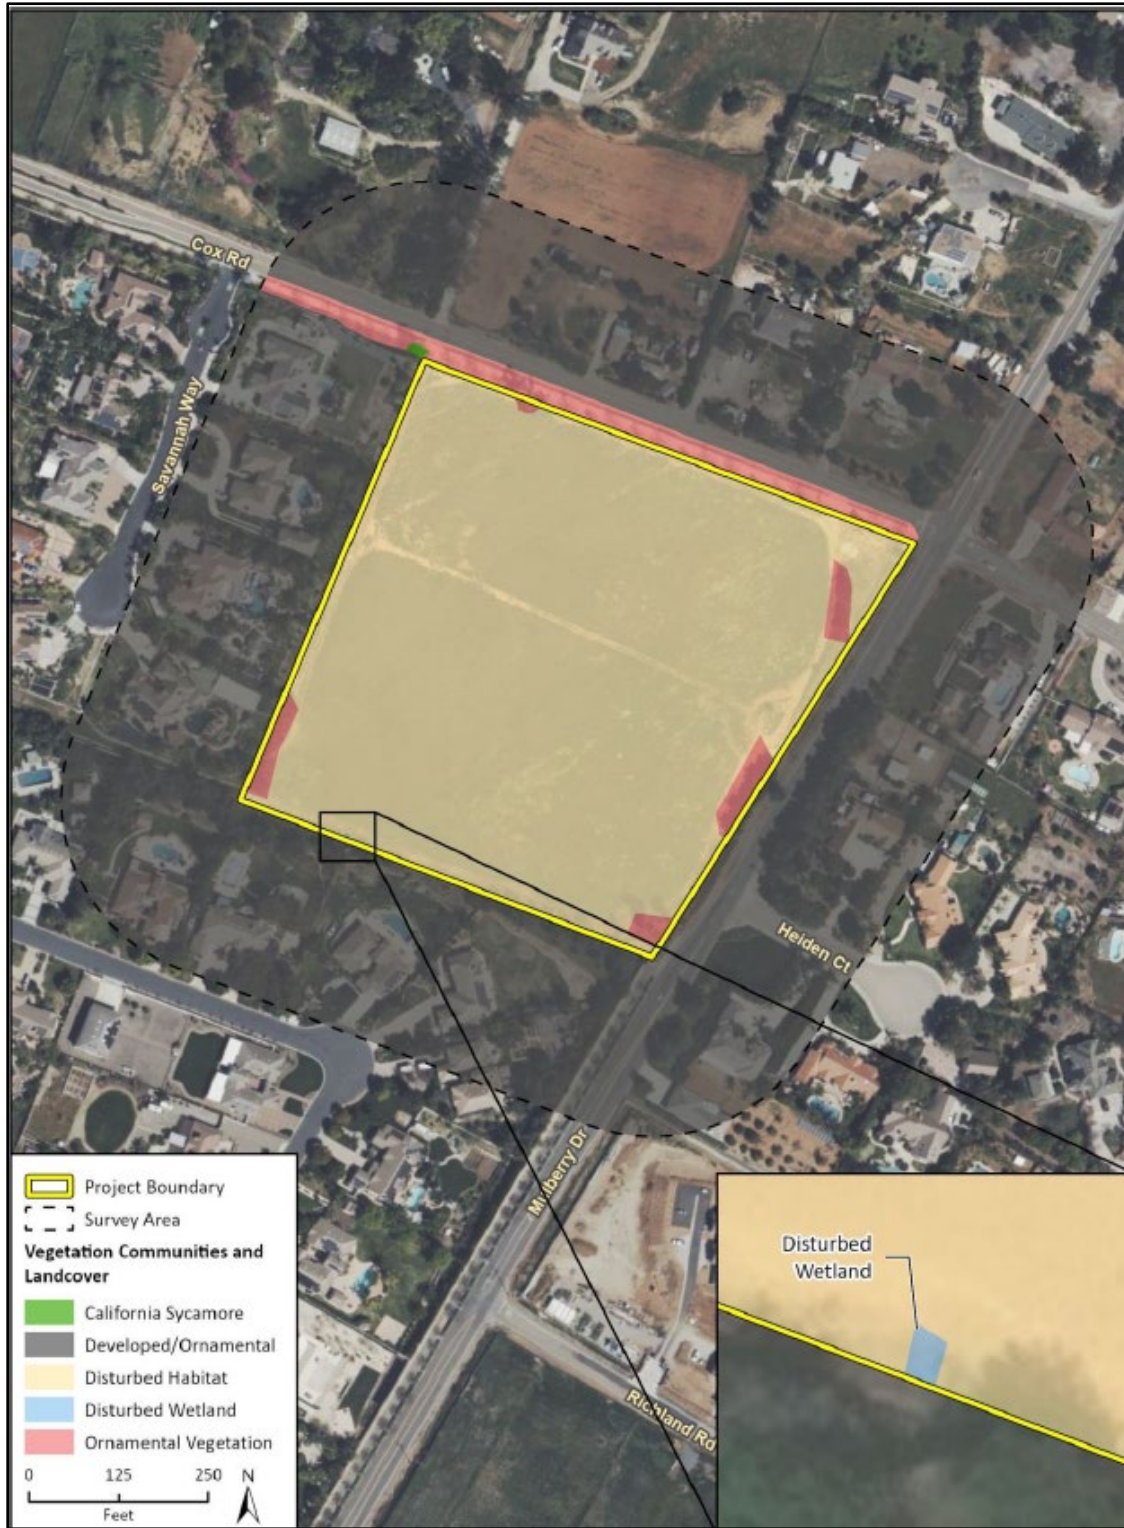 Cox Rd
Savannah Way
Heiden Ct
Mulberry Dr
Richland Rd
Project Boundary
Survey Area
Vegetation Communities and
Landcover
California Sycamore
Developed/Ornamental
Disturbed Habitat
Disturbed Wetland
Ornamental Vegetation
0 125 250 N
Feet
Disturbed
Wetland